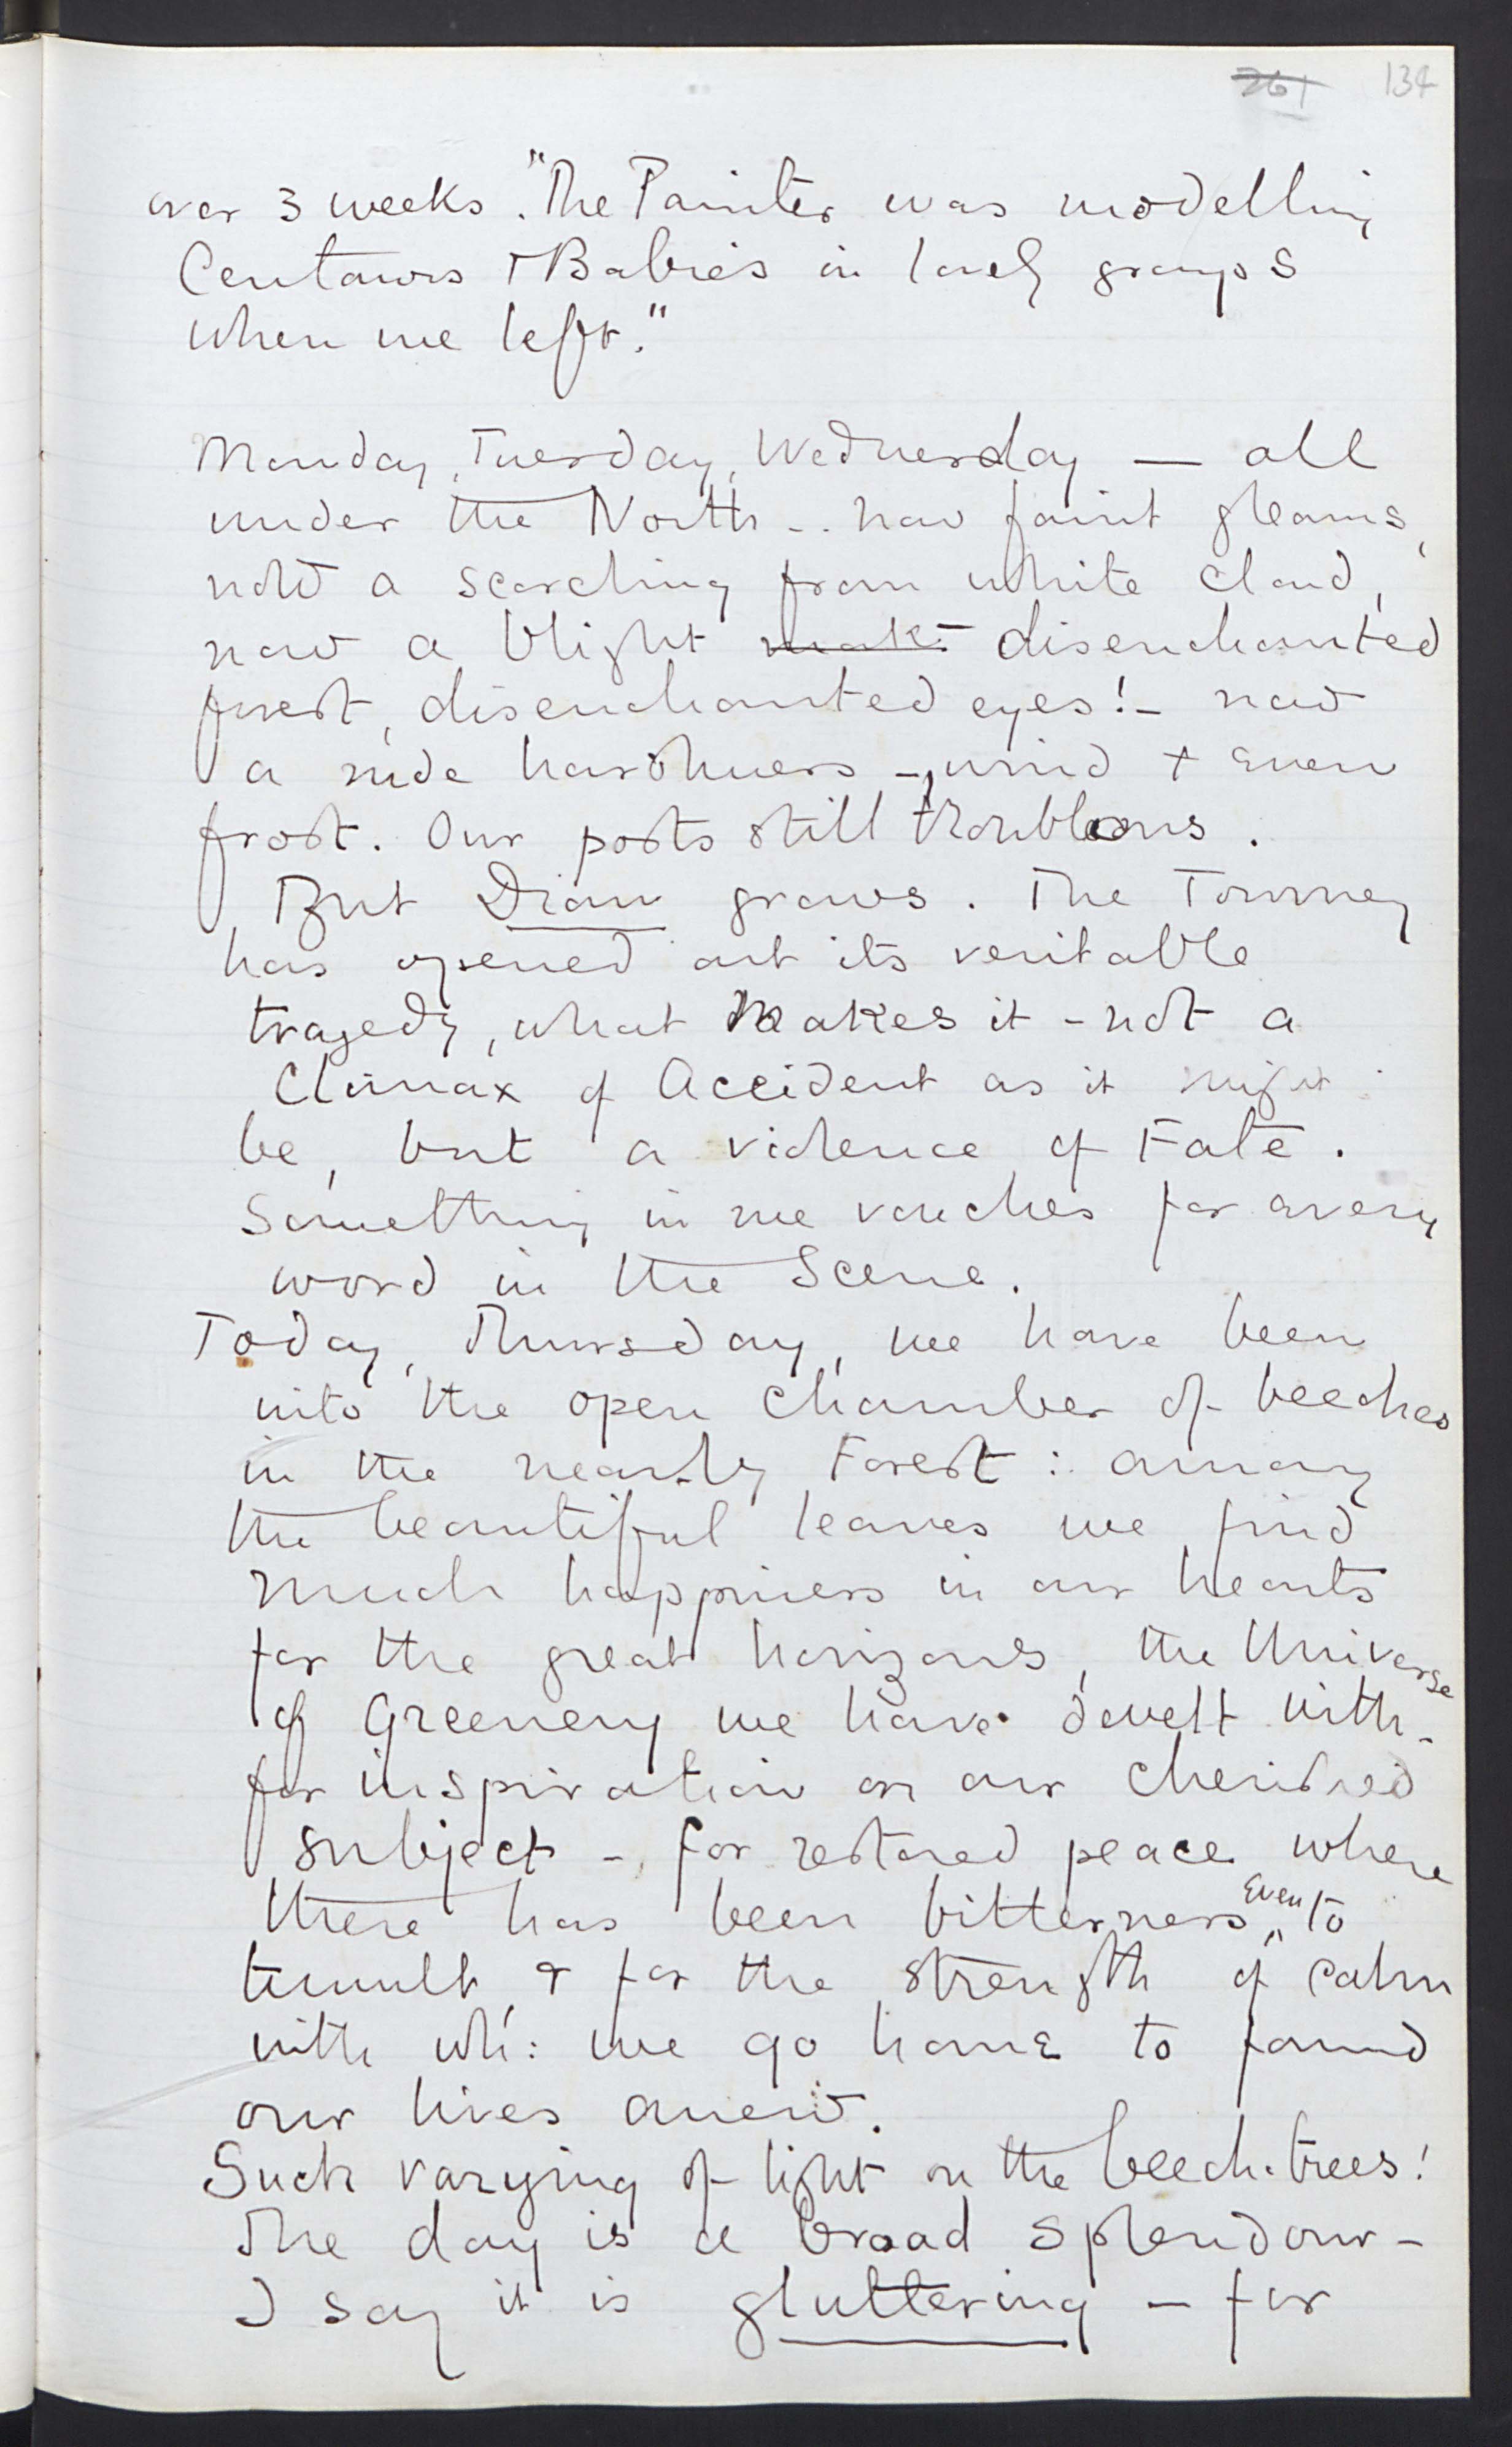 261 134
over 3 weeks. "The Painter was modelling
Centaurs & Babies in lovely groups
when we left."
Monday, Tuesday, Wednesday — all
under the North - . now faint gleams,
now a scorching from white cloud,
now a blight disenchanted
forest, disenchanted eyes! - now
a rude harshness -, wind & even
frost. Our posts still troublous.
But Dian grows. The Tourney
has opened out its veritable
tragedy, what makes it - not a
Climax of Accident as it might
be, but a violence of Fate.
Something in me vouches for every
word in the Scene.
Today, Thursday, we have been
into the open chamber of beeches
in the near-by Forest : among
the beautiful leaves we find
much happiness in our hearts
for the great horizons, the Universe
of Greenery we have dwelt with -
for inspiration on our cherished
subject - for restored peace where
there has been bitterness, even to
tumult, & for the strength of calm
with wh: we go home to found
our lives anew.
Such varying of light on the beech-trees!
The day is a broad splendour -
I say it is gluttering — for